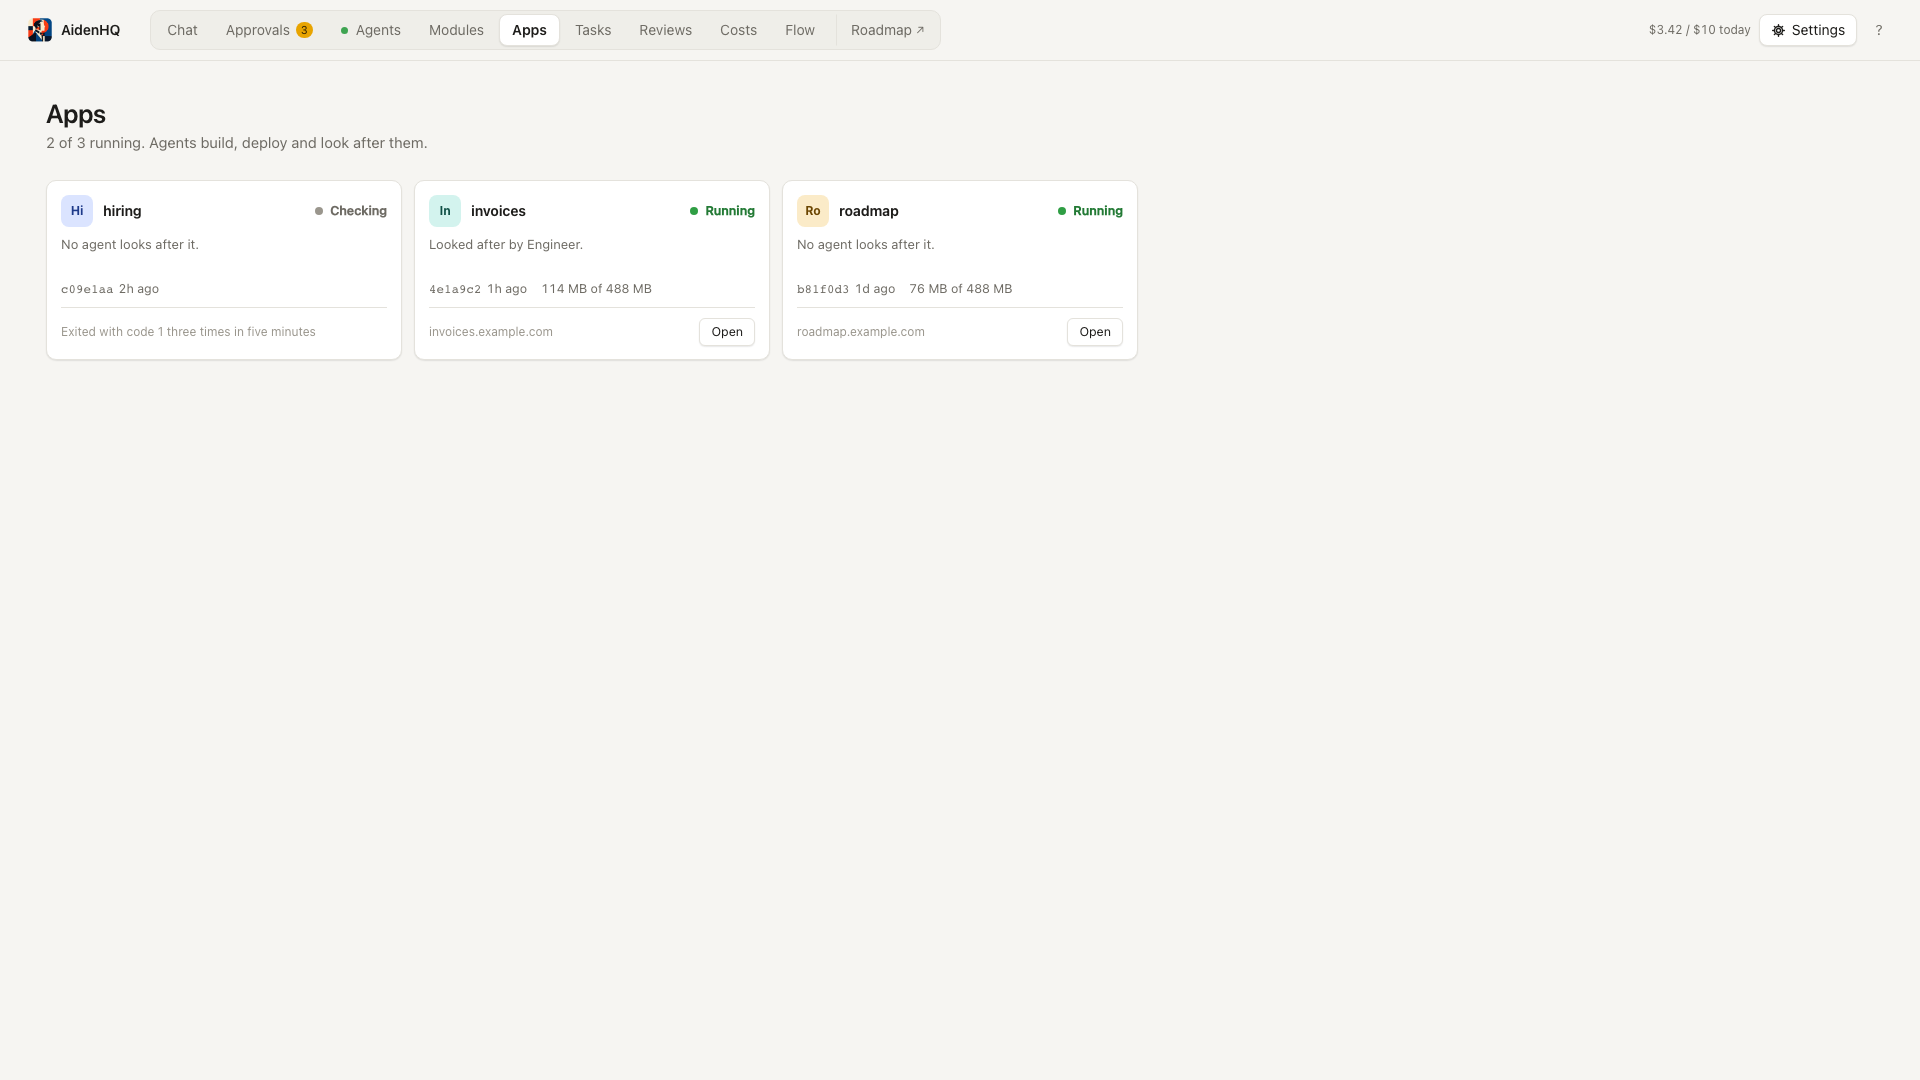 AidenHQ
Chat
Approvals 3
Agents
Modules
Apps
Tasks
Reviews
Costs
Flow
Roadmap ↗
$3.42 / $10 today
Settings
?
Apps
2 of 3 running. Agents build, deploy and look after them.
Hi hiring Checking
No agent looks after it.
c09e1aa 2h ago
Exited with code 1 three times in five minutes
In invoices Running
Looked after by Engineer.
4e1a9c2 1h ago 114 MB of 488 MB
invoices.example.com Open
Ro roadmap Running
No agent looks after it.
b81f0d3 1d ago 76 MB of 488 MB
roadmap.example.com Open